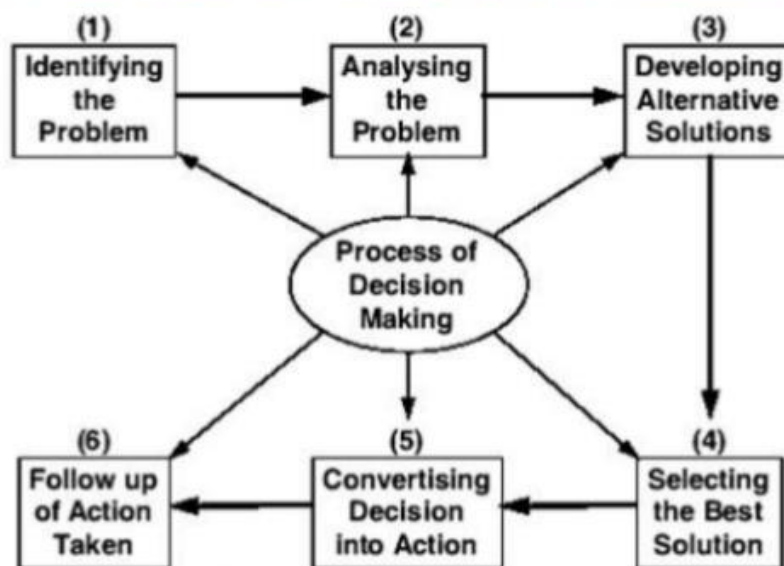 (1)
Identifying
the
Problem
(2)
Analysing
the
Problem
(3)
Developing
Alternative
Solutions
Process of
Decision
Making
(6)
Follow up
of Action
Taken
(5)
Convertising
Decision
into Action
(4)
Selecting
the Best
Solution